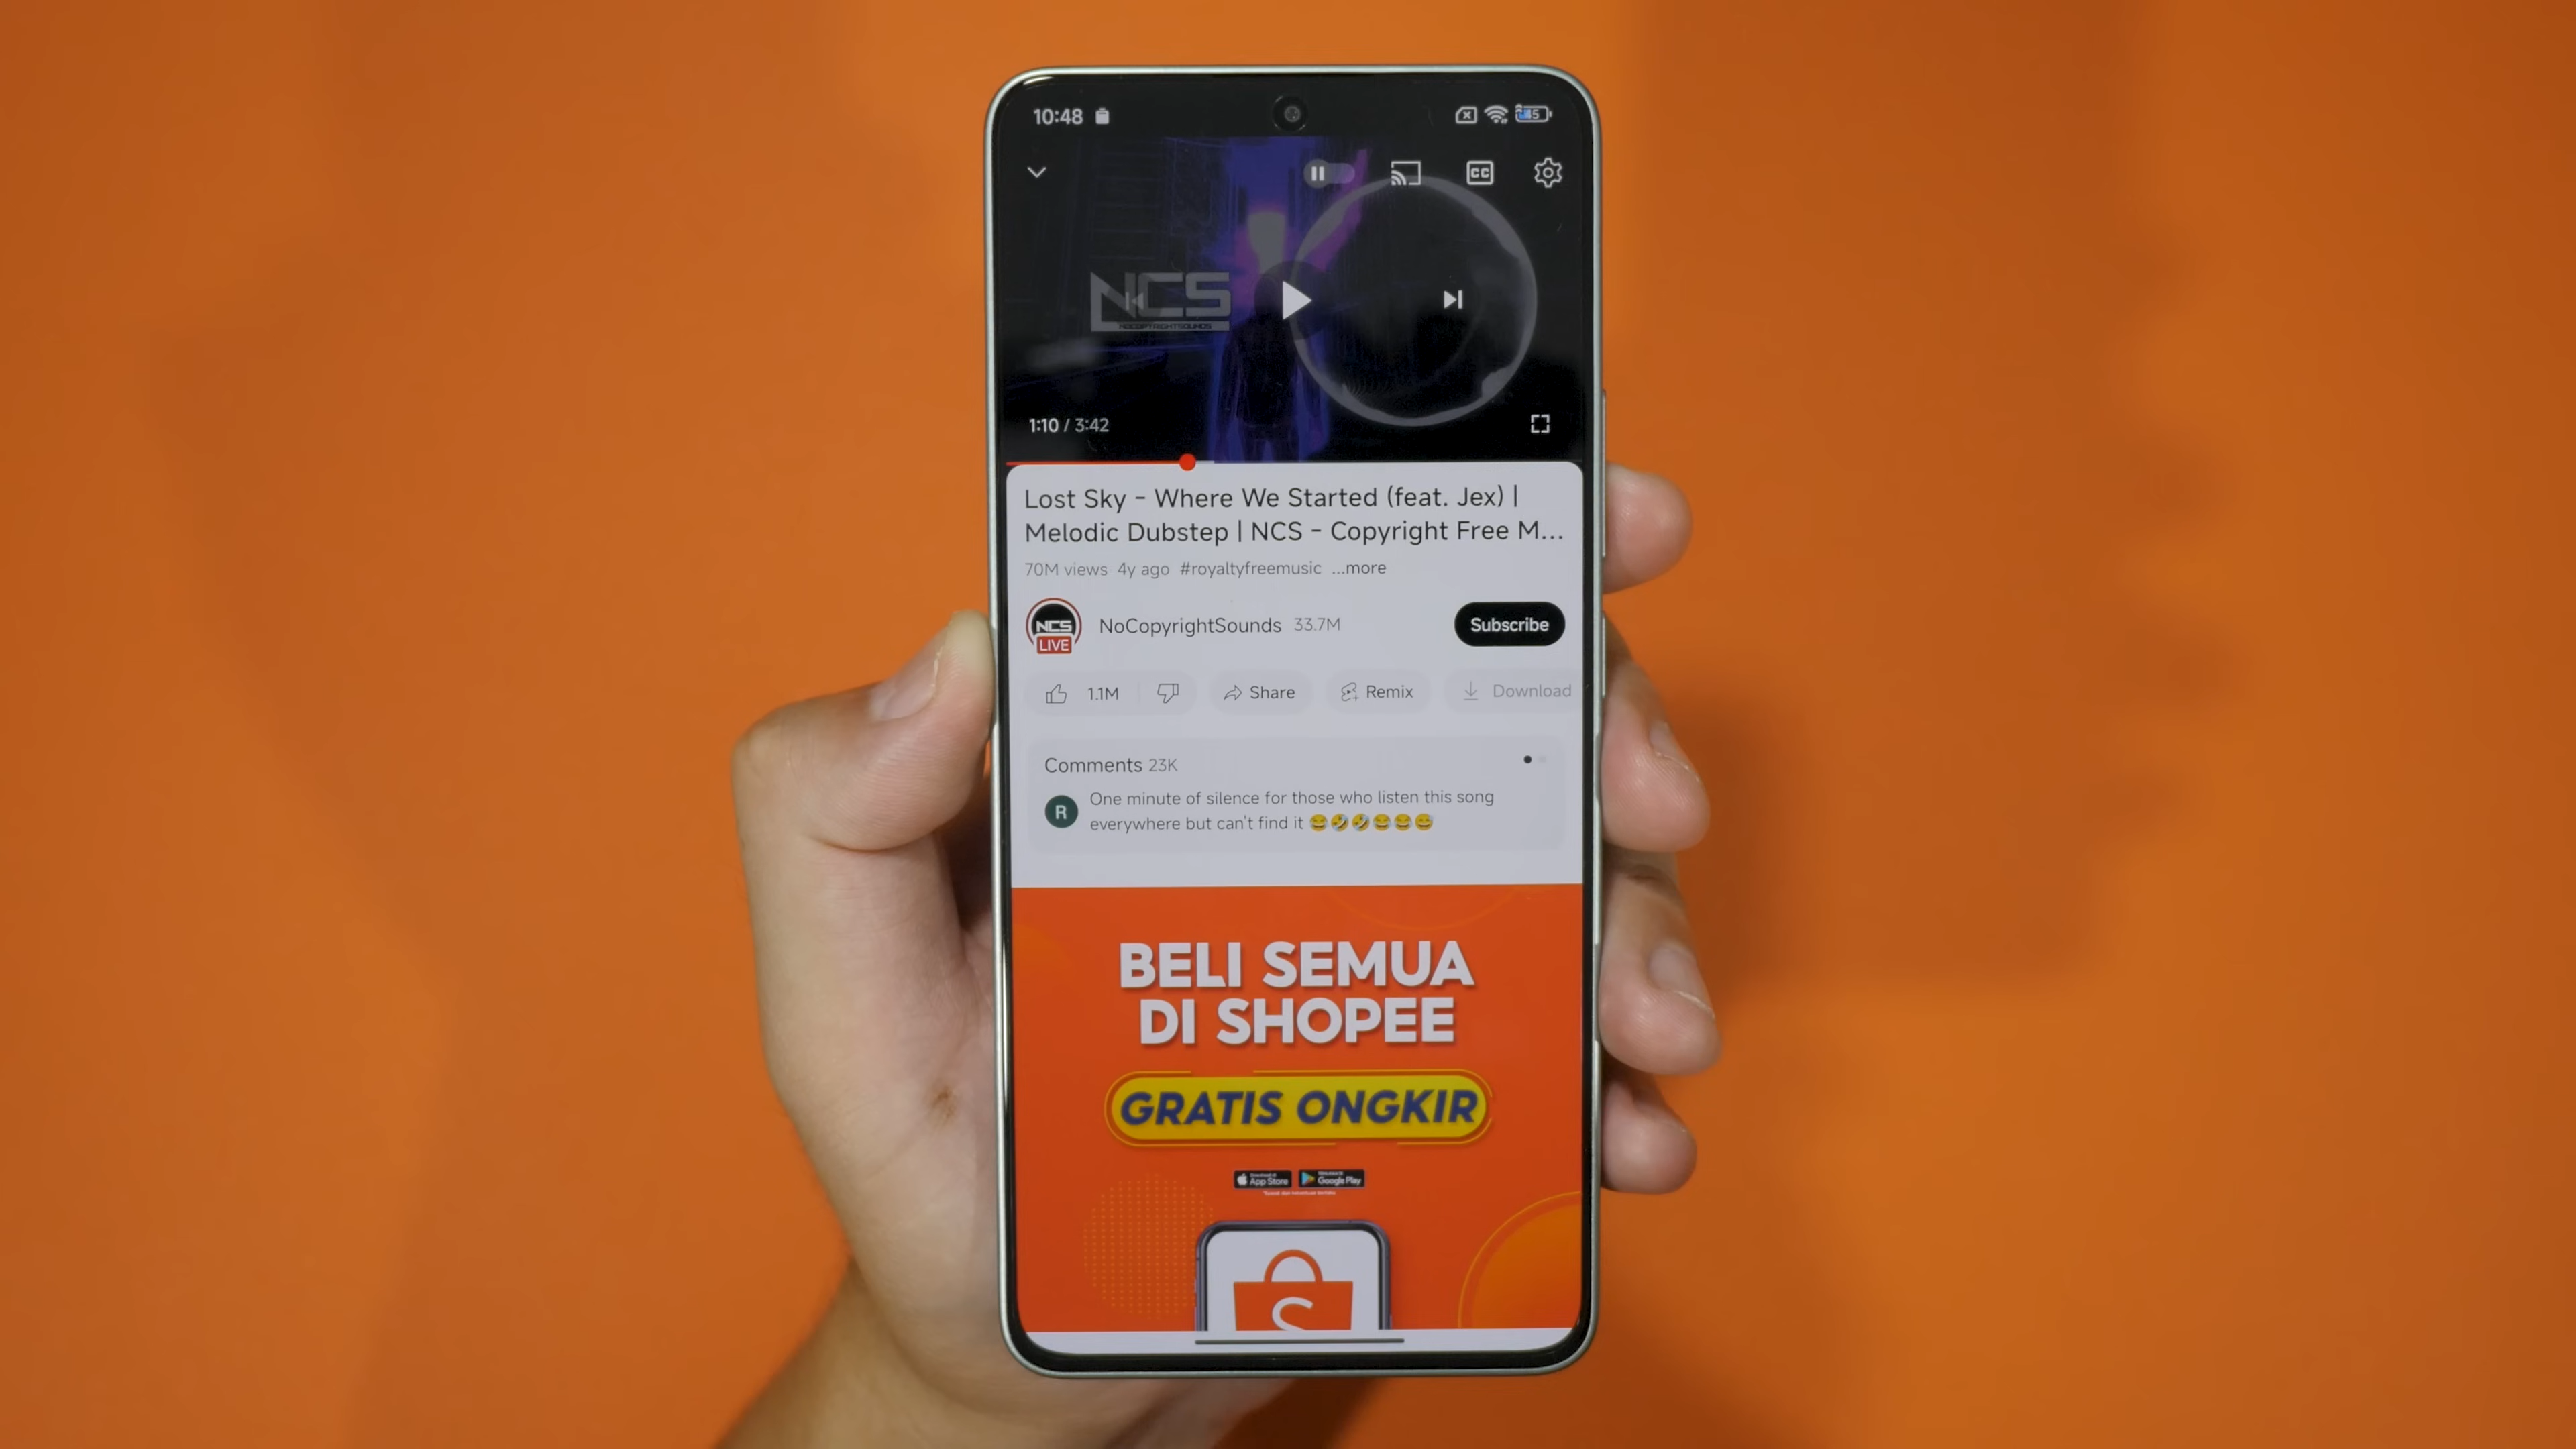 10:48
45
CC
NCS
NOCOPYRIGHTSOUNDS
1:10 / 3:42
Lost Sky - Where We Started (feat. Jex) |
Melodic Dubstep | NCS - Copyright Free M...
70M views 4y ago #royaltyfreemusic ...more
NCS
LIVE
NoCopyrightSounds 33.7M
Subscribe
1.1M
Share
Remix
Download
Comments 23K
R
One minute of silence for those who listen this song
everywhere but can't find it 😂🤣🤣😂😂😅
BELI SEMUA
DI SHOPEE
GRATIS ONGKIR
App Store
Google Play
S